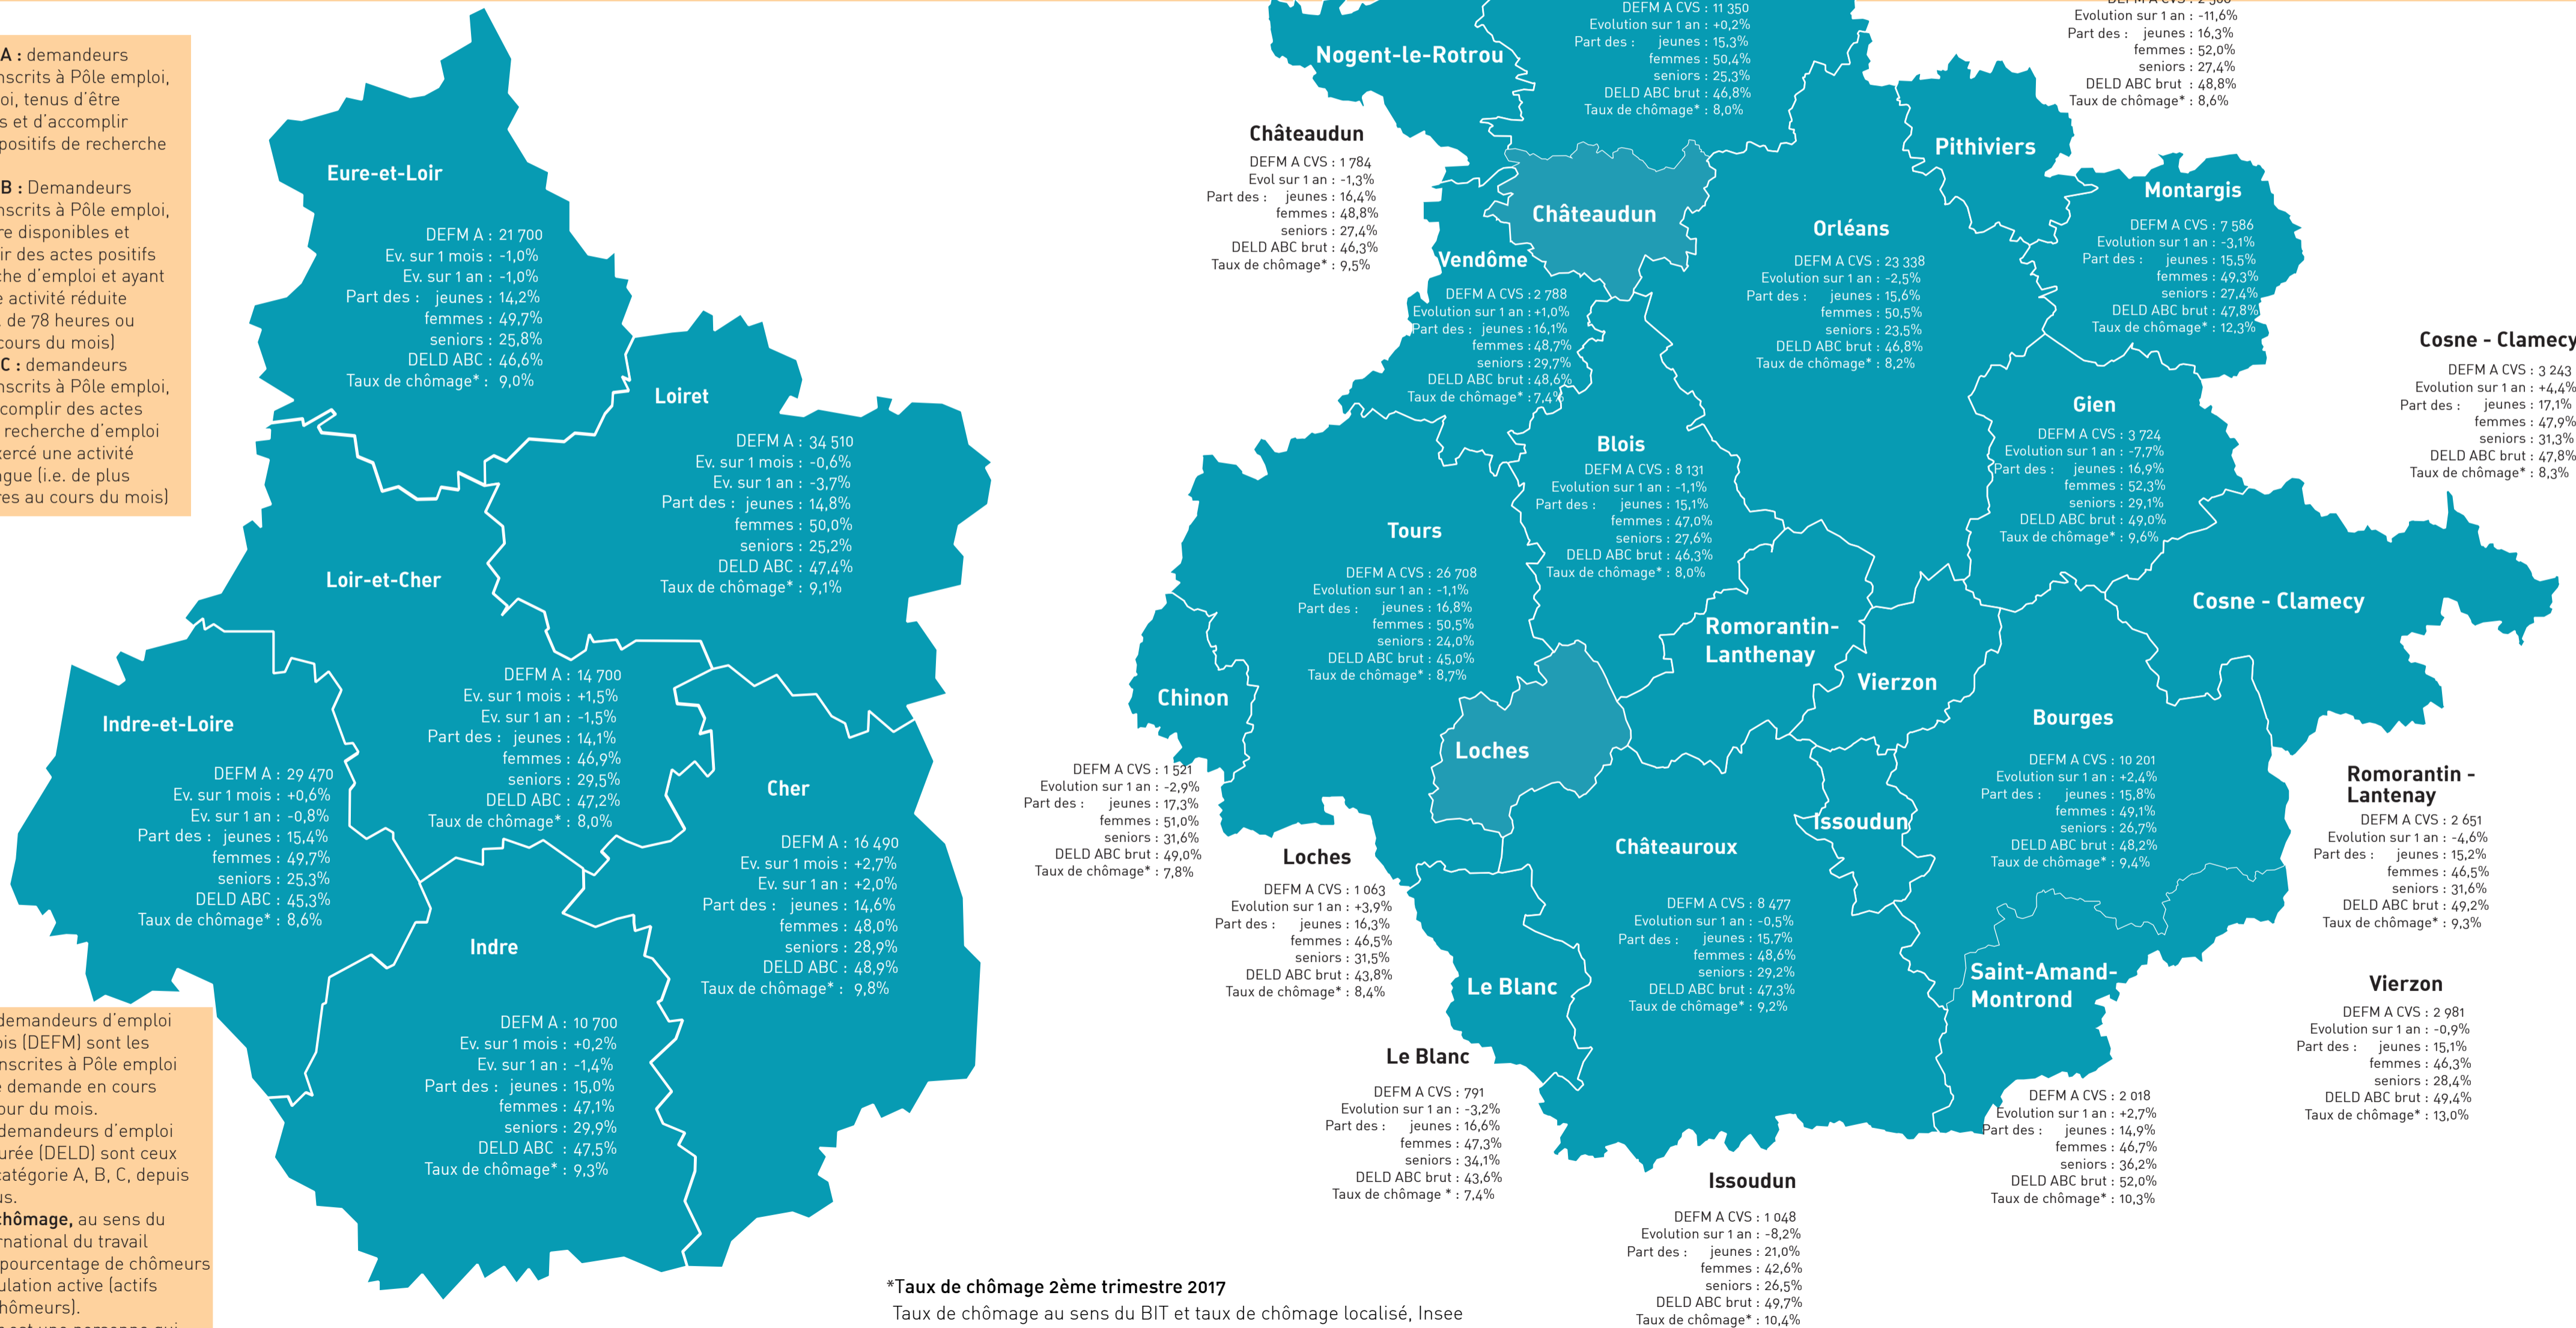 A : demandeurs
inscrits à Pôle emploi,
tenus d'être
et d'accomplir
de recherche
B : Demandeurs
inscrits à Pôle emploi,
disponibles et
des actes positifs
d'emploi et ayant
activité réduite
de 78 heures ou
cours du mois)
C : demandeurs
inscrits à Pôle emploi,
des actes
recherche d'emploi
une activité
(i.e. de plus
au cours du mois)
demandeurs d'emploi
(DEFM) sont les
inscrites à Pôle emploi
demande en cours
jour du mois.
demandeurs d'emploi
(DELD) sont ceux
catégorie A, B, C, depuis
chômage, au sens du
du travail
pourcentage de chômeurs
(actifs
chômeurs).
est une personne qui
Eure-et-Loir
DEFM A : 21 700
Ev. sur 1 mois : -1,0%
Ev. sur 1 an : -1,0%
Part des : jeunes : 14,2%
femmes : 49,7%
seniors : 25,8%
DELD ABC : 46,6%
Taux de chômage* : 9,0%
Loiret
DEFM A : 34 510
Ev. sur 1 mois : -0,6%
Ev. sur 1 an : -3,7%
Part des : jeunes : 14,8%
femmes : 50,0%
seniors : 25,2%
DELD ABC : 47,4%
Taux de chômage* : 9,1%
Loir-et-Cher
DEFM A : 14 700
Ev. sur 1 mois : +1,5%
Ev. sur 1 an : -1,5%
Part des : jeunes : 14,1%
femmes : 46,9%
seniors : 29,5%
DELD ABC : 47,2%
Taux de chômage* : 8,0%
Indre-et-Loire
DEFM A : 29 470
Ev. sur 1 mois : +0,6%
Ev. sur 1 an : -0,8%
Part des : jeunes : 15,4%
femmes : 49,7%
seniors : 25,3%
DELD ABC : 45,3%
Taux de chômage* : 8,6%
Cher
DEFM A : 16 490
Ev. sur 1 mois : +2,7%
Ev. sur 1 an : +2,0%
Part des : jeunes : 14,6%
femmes : 48,0%
seniors : 28,9%
DELD ABC : 48,9%
Taux de chômage* : 9,8%
Indre
DEFM A : 10 700
Ev. sur 1 mois : +0,2%
Ev. sur 1 an : -1,4%
Part des : jeunes : 15,0%
femmes : 47,1%
seniors : 29,9%
DELD ABC : 47,5%
Taux de chômage* : 9,3%
Nogent-le-Rotrou
DEFM A CVS : 11 350
Evolution sur 1 an : +0,2%
Part des : jeunes : 15,3%
femmes : 50,4%
seniors : 25,3%
DELD ABC brut : 46,8%
Taux de chômage* : 8,0%
Evolution sur 1 an : -11,6%
Part des : jeunes : 16,3%
femmes : 52,0%
seniors : 27,4%
DELD ABC brut : 48,8%
Taux de chômage* : 8,6%
Pithiviers
Châteaudun
DEFM A CVS : 1 784
Evol sur 1 an : -1,3%
Part des : jeunes : 16,4%
femmes : 48,8%
seniors : 27,4%
DELD ABC brut : 46,3%
Taux de chômage* : 9,5%
Châteaudun
Vendôme
DEFM A CVS : 2 788
Evolution sur 1 an : +1,0%
Part des : jeunes : 16,1%
femmes : 48,7%
seniors : 29,7%
DELD ABC brut : 48,6%
Taux de chômage* : 7,4%
Orléans
DEFM A CVS : 23 338
Evolution sur 1 an : -2,5%
Part des : jeunes : 15,6%
femmes : 50,5%
seniors : 23,5%
DELD ABC brut : 46,8%
Taux de chômage* : 8,2%
Montargis
DEFM A CVS : 7 586
Evolution sur 1 an : -3,1%
Part des : jeunes : 15,5%
femmes : 49,3%
seniors : 27,4%
DELD ABC brut : 47,8%
Taux de chômage* : 12,3%
Cosne - Clamecy
DEFM A CVS : 3 243
Evolution sur 1 an : +4,4%
Part des : jeunes : 17,1%
femmes : 47,9%
seniors : 31,3%
DELD ABC brut : 47,8%
Taux de chômage* : 8,3%
Gien
DEFM A CVS : 3 724
Evolution sur 1 an : -7,7%
Part des : jeunes : 16,9%
femmes : 52,3%
seniors : 29,1%
DELD ABC brut : 49,0%
Taux de chômage* : 9,6%
Blois
DEFM A CVS : 8 131
Evolution sur 1 an : -1,1%
Part des : jeunes : 15,1%
femmes : 47,0%
seniors : 27,6%
DELD ABC brut : 46,3%
Taux de chômage* : 8,0%
Tours
DEFM A CVS : 26 708
Evolution sur 1 an : -1,1%
Part des : jeunes : 16,8%
femmes : 50,5%
seniors : 24,0%
DELD ABC brut : 45,0%
Taux de chômage* : 8,7%
Cosne - Clamecy
Romorantin-
Lanthenay
Vierzon
Chinon
DEFM A CVS : 1 521
Evolution sur 1 an : -2,9%
Part des : jeunes : 17,3%
femmes : 51,0%
seniors : 31,6%
DELD ABC brut : 49,0%
Taux de chômage* : 7,8%
Loches
Bourges
DEFM A CVS : 10 201
Evolution sur 1 an : +2,4%
Part des : jeunes : 15,8%
femmes : 49,1%
seniors : 26,7%
DELD ABC brut : 48,2%
Taux de chômage* : 9,4%
Romorantin -
Lantenay
DEFM A CVS : 2 651
Evolution sur 1 an : -4,6%
Part des : jeunes : 15,2%
femmes : 46,5%
seniors : 31,6%
DELD ABC brut : 49,2%
Taux de chômage* : 9,3%
Issoudun
Loches
DEFM A CVS : 1 063
Evolution sur 1 an : +3,9%
Part des : jeunes : 16,3%
femmes : 46,5%
seniors : 31,5%
DELD ABC brut : 43,8%
Taux de chômage* : 8,4%
Châteauroux
DEFM A CVS : 8 477
Evolution sur 1 an : -0,5%
Part des : jeunes : 15,7%
femmes : 48,6%
seniors : 29,2%
DELD ABC brut : 47,3%
Taux de chômage* : 9,2%
Le Blanc
Saint-Amand-
Montrond
DEFM A CVS : 2 018
Evolution sur 1 an : +2,7%
Part des : jeunes : 14,9%
femmes : 46,7%
seniors : 36,2%
DELD ABC brut : 52,0%
Taux de chômage* : 10,3%
Vierzon
DEFM A CVS : 2 981
Evolution sur 1 an : -0,9%
Part des : jeunes : 15,1%
femmes : 46,3%
seniors : 28,4%
DELD ABC brut : 49,4%
Taux de chômage* : 13,0%
Le Blanc
DEFM A CVS : 791
Evolution sur 1 an : -3,2%
Part des : jeunes : 16,6%
femmes : 47,3%
seniors : 34,1%
DELD ABC brut : 43,6%
Taux de chômage * : 7,4%
Issoudun
DEFM A CVS : 1 048
Evolution sur 1 an : -8,2%
Part des : jeunes : 21,0%
femmes : 42,6%
seniors : 26,5%
DELD ABC brut : 49,7%
Taux de chômage* : 10,4%
*Taux de chômage 2ème trimestre 2017
Taux de chômage au sens du BIT et taux de chômage localisé, Insee